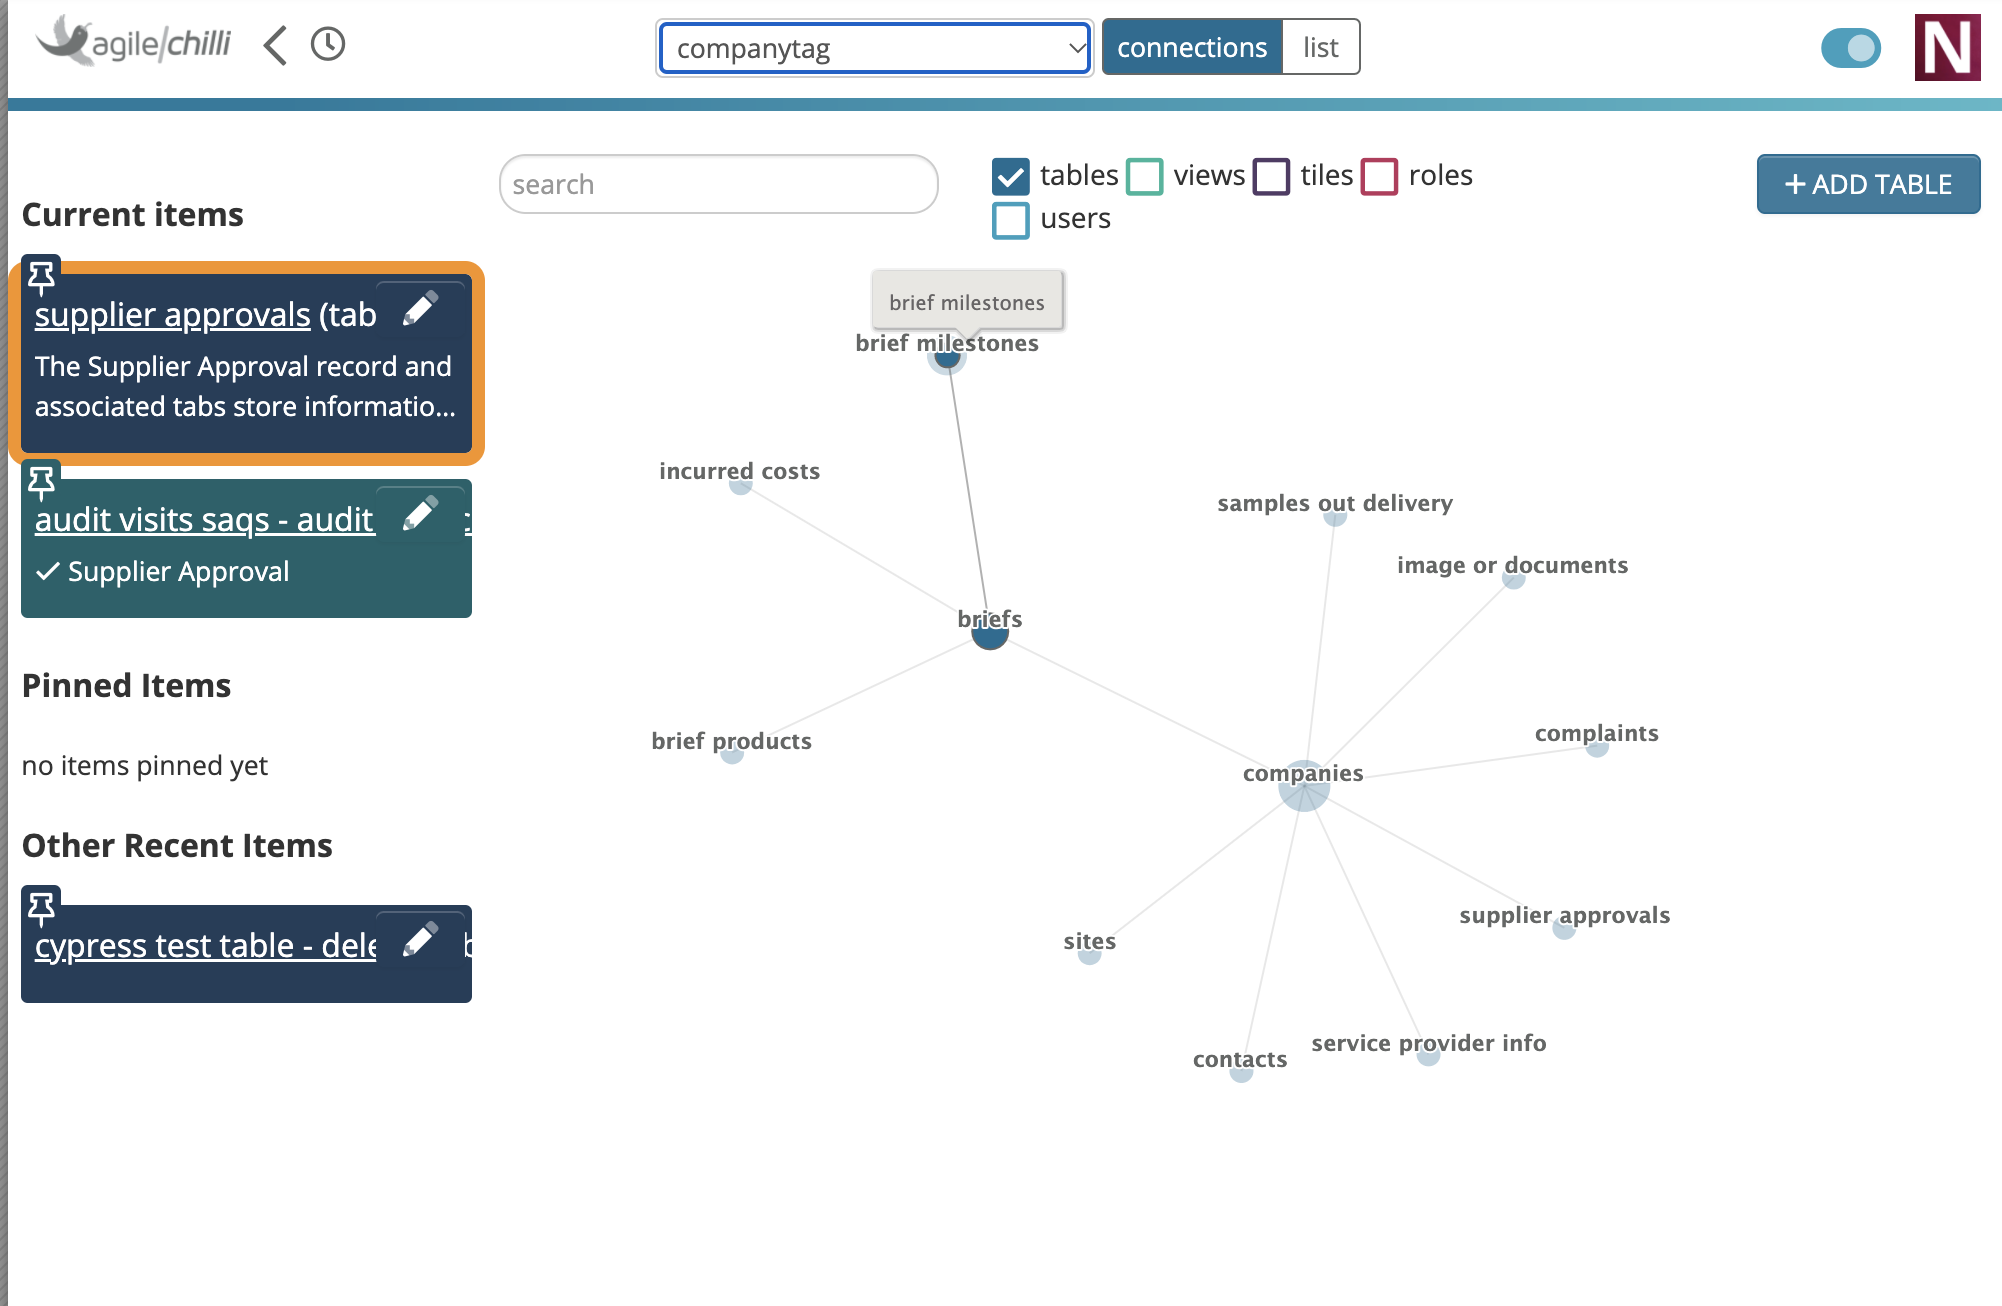 agile/chilli
companytag
connections
list
N
search
tables
views
tiles
roles
users
+ ADD TABLE
Current items
supplier approvals (tab
The Supplier Approval record and
associated tabs store informatio...
audit visits saqs - audit
Supplier Approval
Pinned Items
no items pinned yet
Other Recent Items
cypress test table - dele
brief milestones
brief milestones
incurred costs
samples out delivery
image or documents
briefs
complaints
brief products
companies
supplier approvals
sites
service provider info
contacts